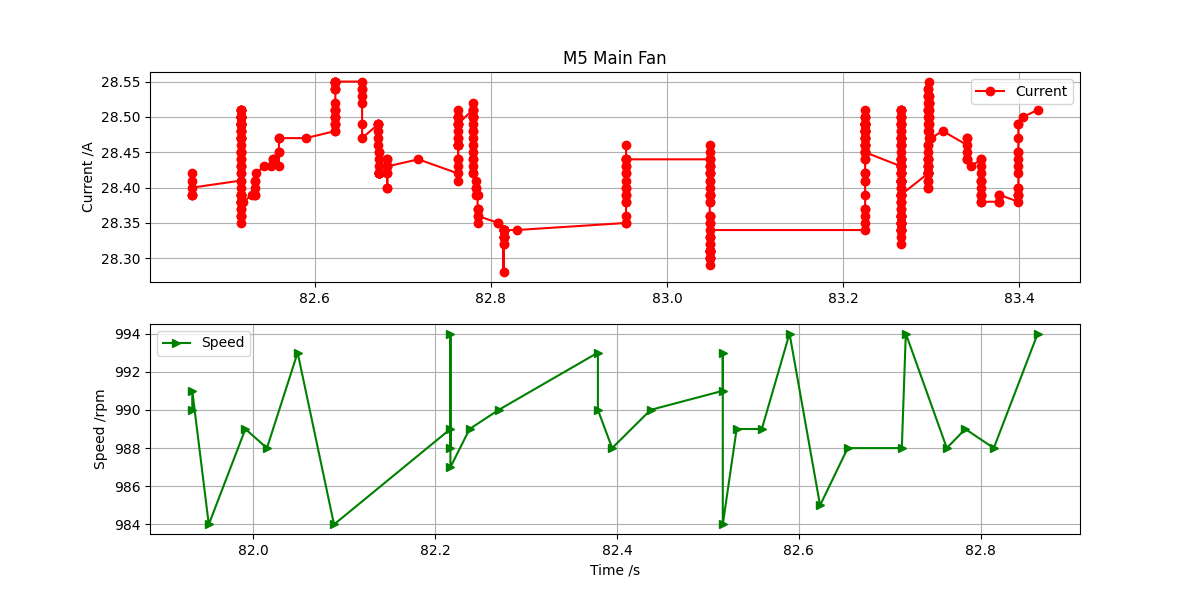 M5 Main Fan
Current /A
28.55
28.50
28.45
28.40
28.35
28.30
Current
82.6 82.8 83.0 83.2 83.4
Speed /rpm
994
992
990
988
986
984
Speed
82.0 82.2 82.4 82.6 82.8
Time /s